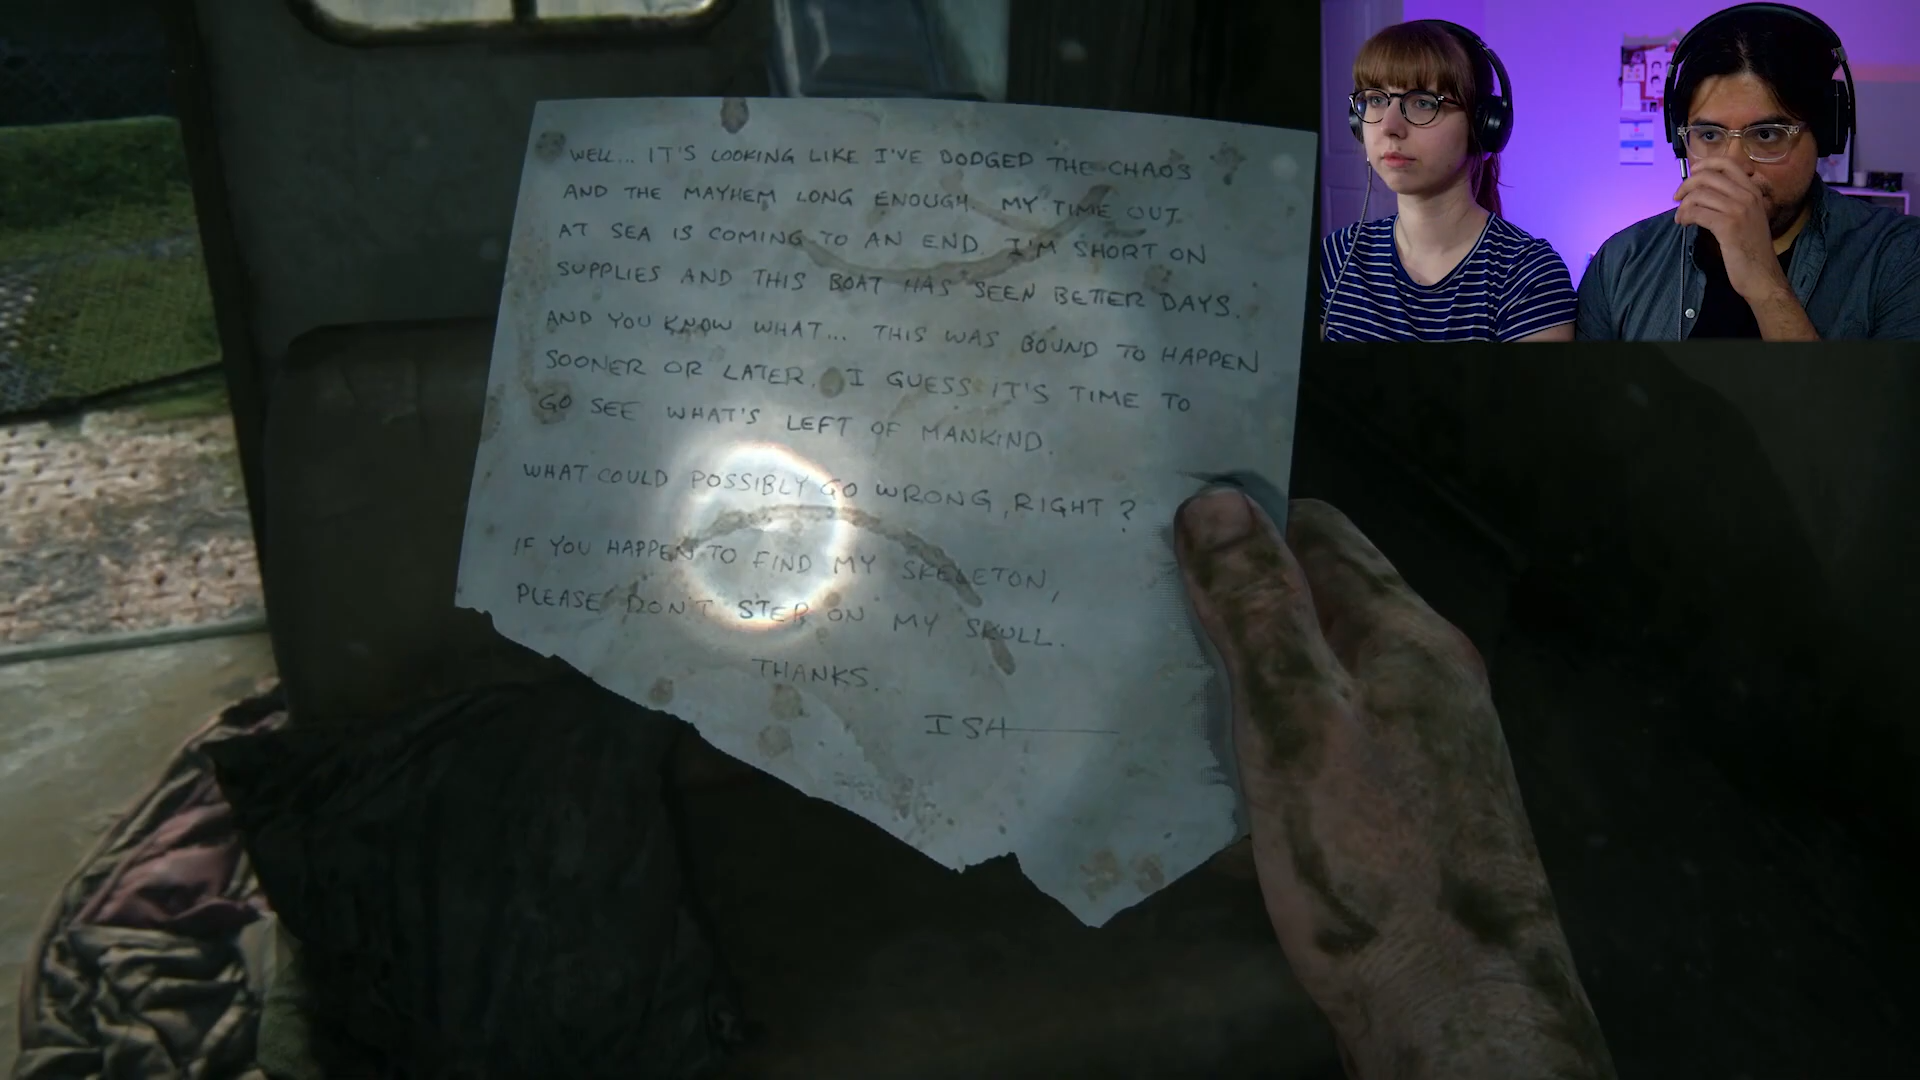 WELL... IT'S LOOKING LIKE I'VE DODGED THE CHAOS
AND THE MAYHEM LONG ENOUGH. MY TIME OUT
AT SEA IS COMING TO AN END. I'M SHORT ON
SUPPLIES AND THIS BOAT HAS SEEN BETTER DAYS.
AND YOU KNOW WHAT... THIS WAS BOUND TO HAPPEN
SOONER OR LATER. I GUESS IT'S TIME TO
GO SEE WHAT'S LEFT OF MANKIND.
WHAT COULD POSSIBLY GO WRONG, RIGHT?
IF YOU HAPPEN TO FIND MY SKELETON,
PLEASE DON'T STEP ON MY SKULL.
THANKS.
ISH